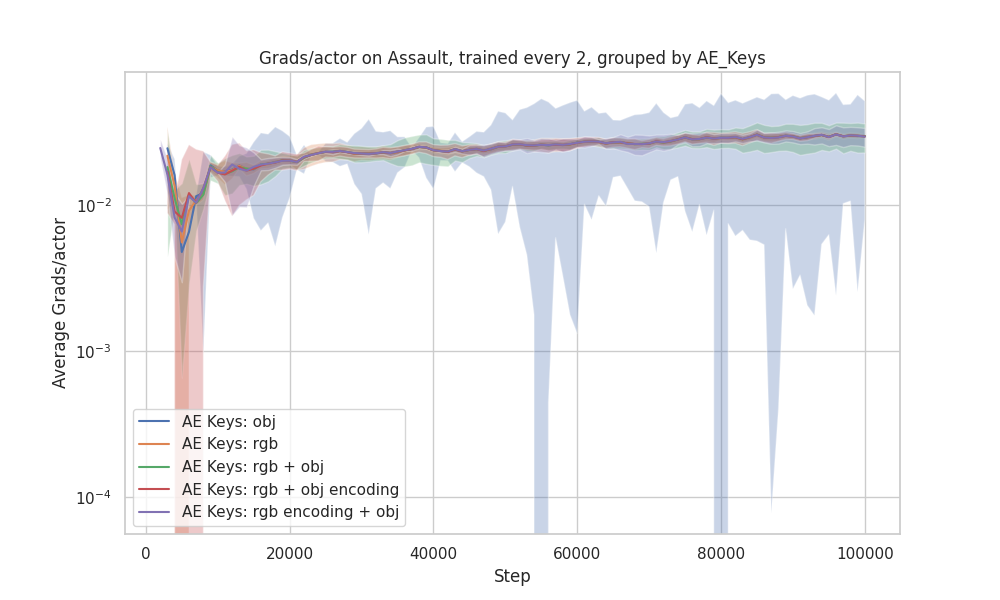 Grads/actor on Assault, trained every 2, grouped by AE_Keys
Average Grads/actor
10⁻²
10⁻³
10⁻⁴
AE Keys: obj
AE Keys: rgb
AE Keys: rgb + obj
AE Keys: rgb + obj encoding
AE Keys: rgb encoding + obj
0 20000 40000 60000 80000 100000
Step